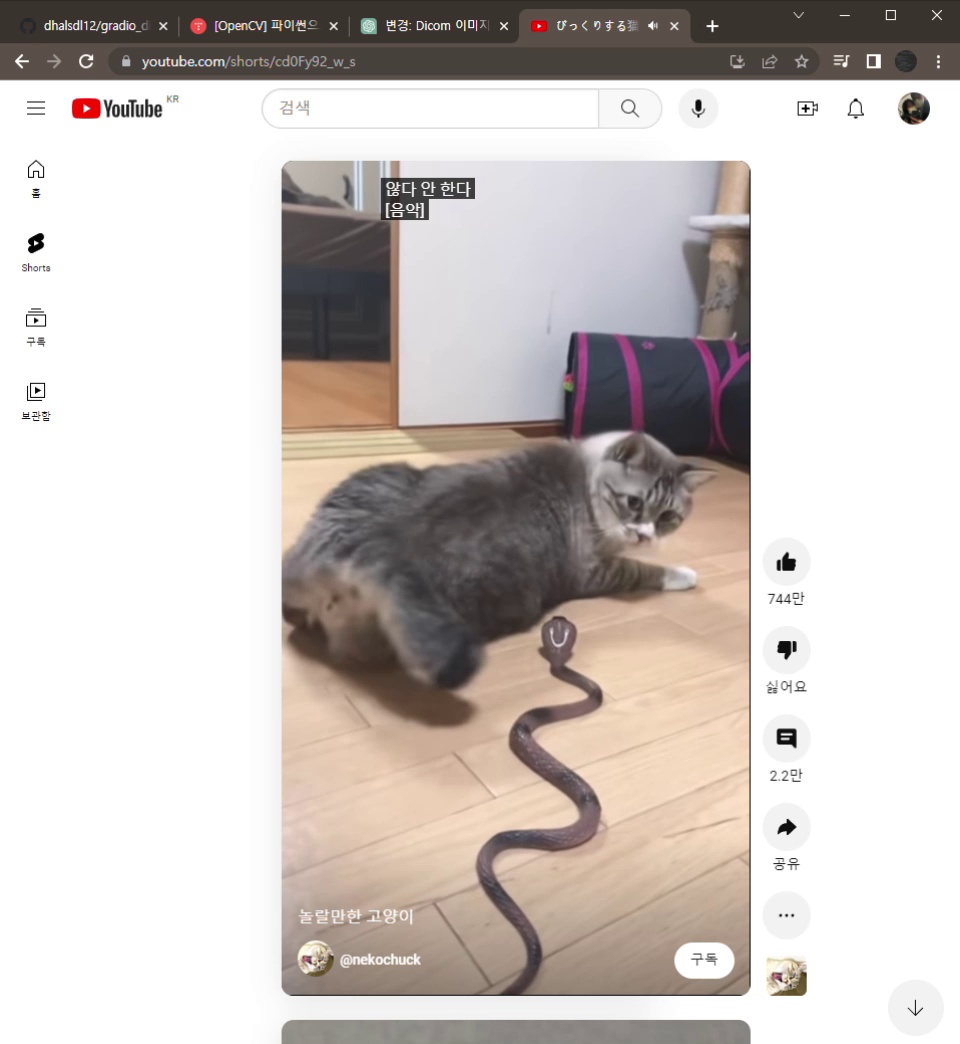 dhalsdl12/gradio_di
[OpenCV] 파이썬으
변경: Dicom 이미지
びっくりする猫
youtube.com/shorts/cd0Fy92_w_s
YouTube KR
검색
홈
Shorts
구독
보관함
않다 안 한다
[음악]
744만
싫어요
2.2만
공유
놀랄만한 고양이
@nekochuck
구독